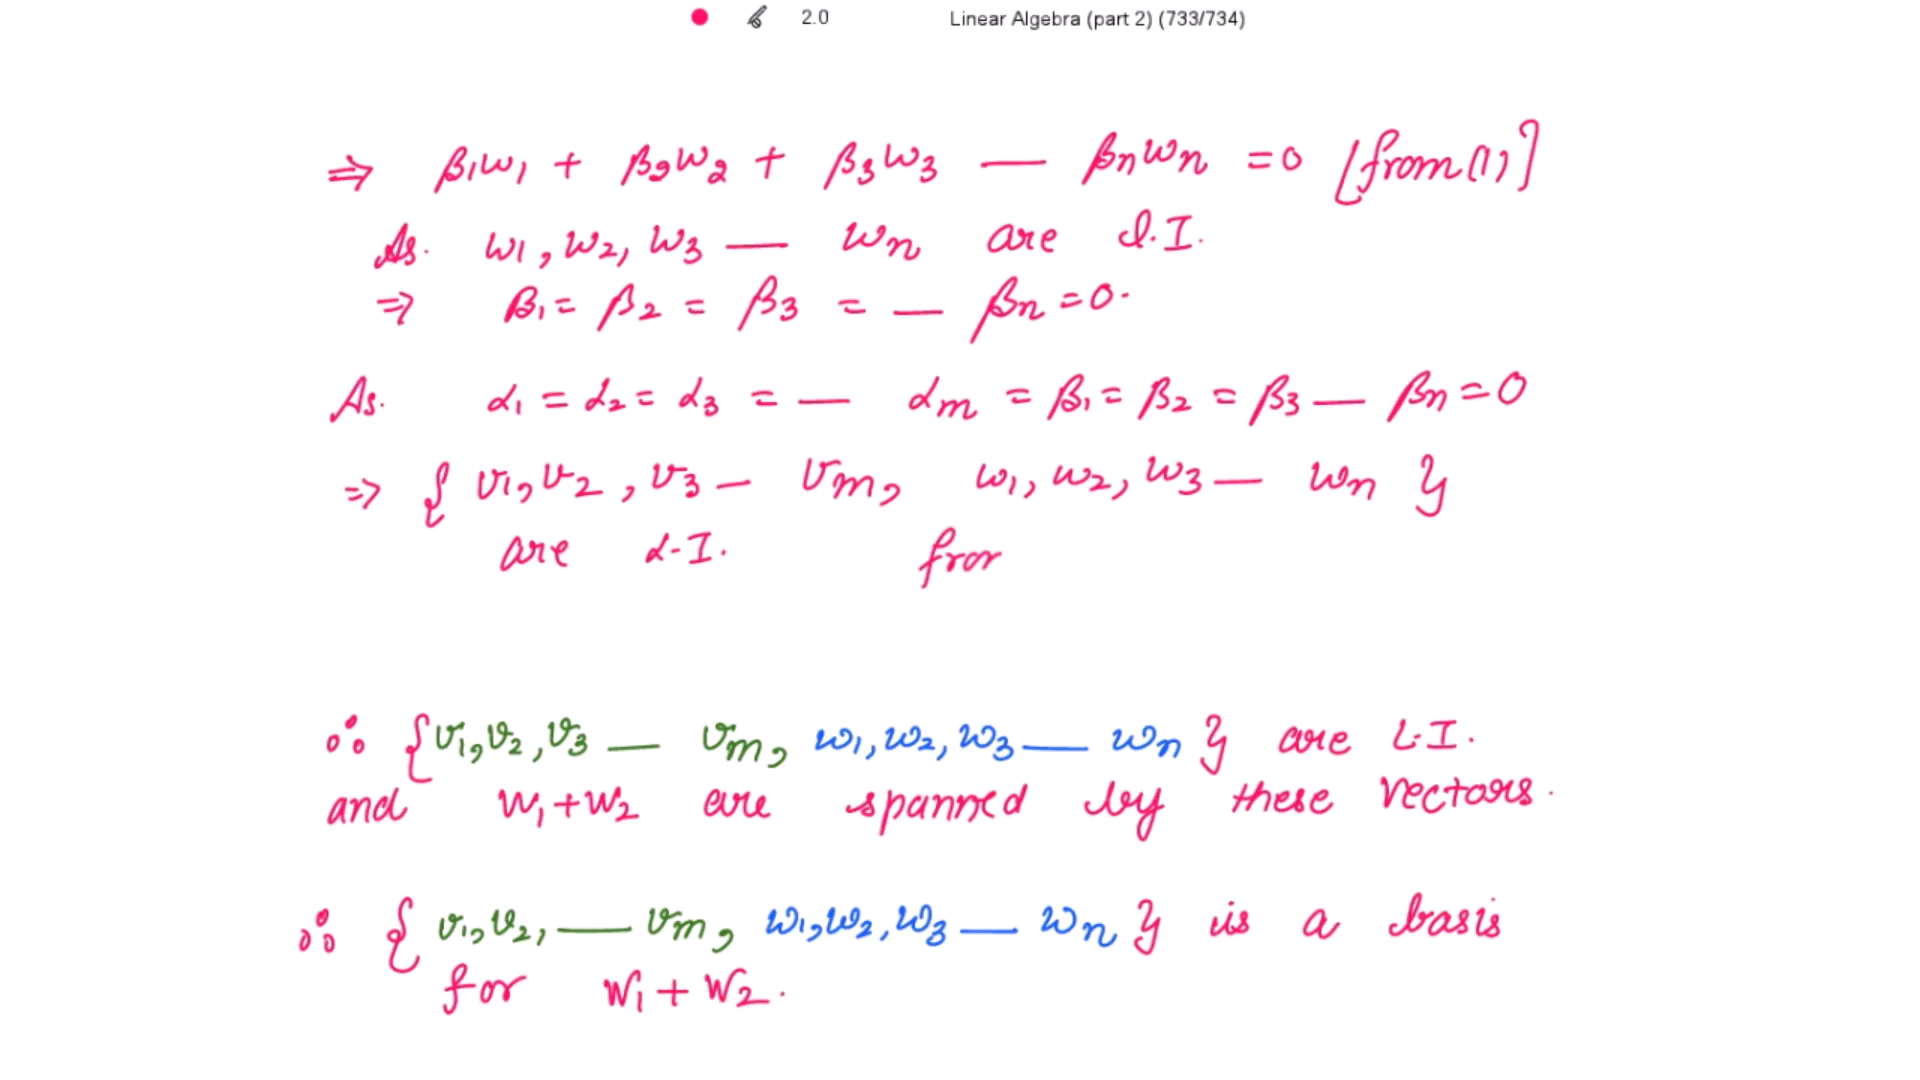 2.0 Linear Algebra (part 2) (733/734)
⇒ β₁w₁ + β₂w₂ + β₃w₃ — βₙwₙ = 0 [from (1)]
As. w₁, w₂, w₃ — wₙ are L.I.
⇒ β₁ = β₂ = β₃ = — βₙ = 0.
As. α₁ = α₂ = α₃ = — αₘ = β₁ = β₂ = β₃ — βₙ = 0
⇒ { v₁, v₂, v₃ — vₘ, w₁, w₂, w₃ — wₙ }
are L.I. fror
∴ {v₁, v₂, v₃ — vₘ, w₁, w₂, w₃ — wₙ } are L.I.
and W₁+W₂ are spanned by these vectors.
∴ { v₁, v₂, — vₘ, w₁, w₂, w₃ — wₙ } is a basis
for W₁ + W₂.